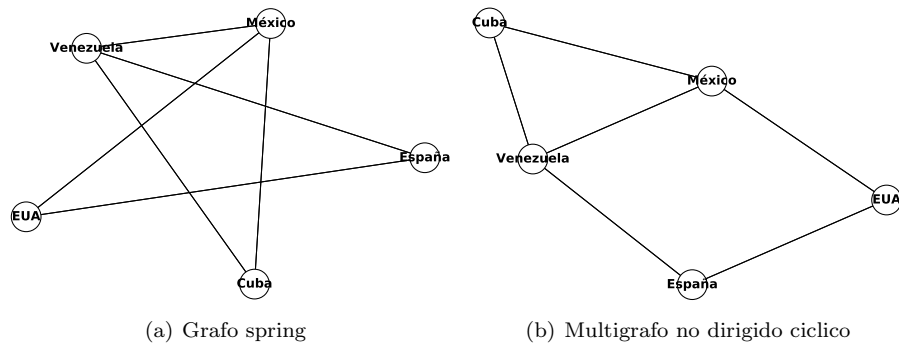 México
Venezuela
España
EUA
Cuba
(a) Grafo spring
Cuba
México
Venezuela
EUA
España
(b) Multigrafo no dirigido ciclico